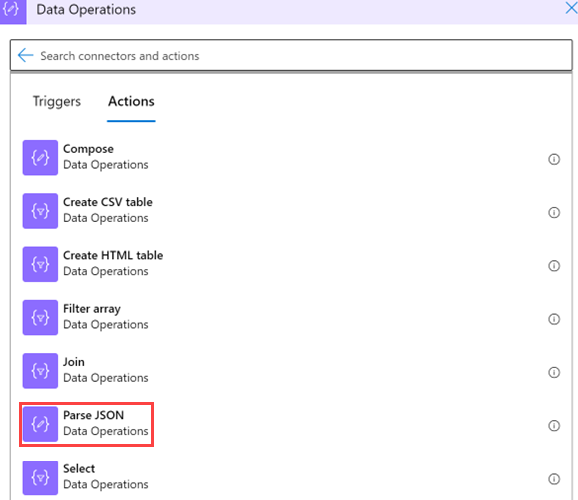 Data Operations
Search connectors and actions
Triggers Actions
Compose
Data Operations
Create CSV table
Data Operations
Create HTML table
Data Operations
Filter array
Data Operations
Join
Data Operations
Parse JSON
Data Operations
Select
Data Operations